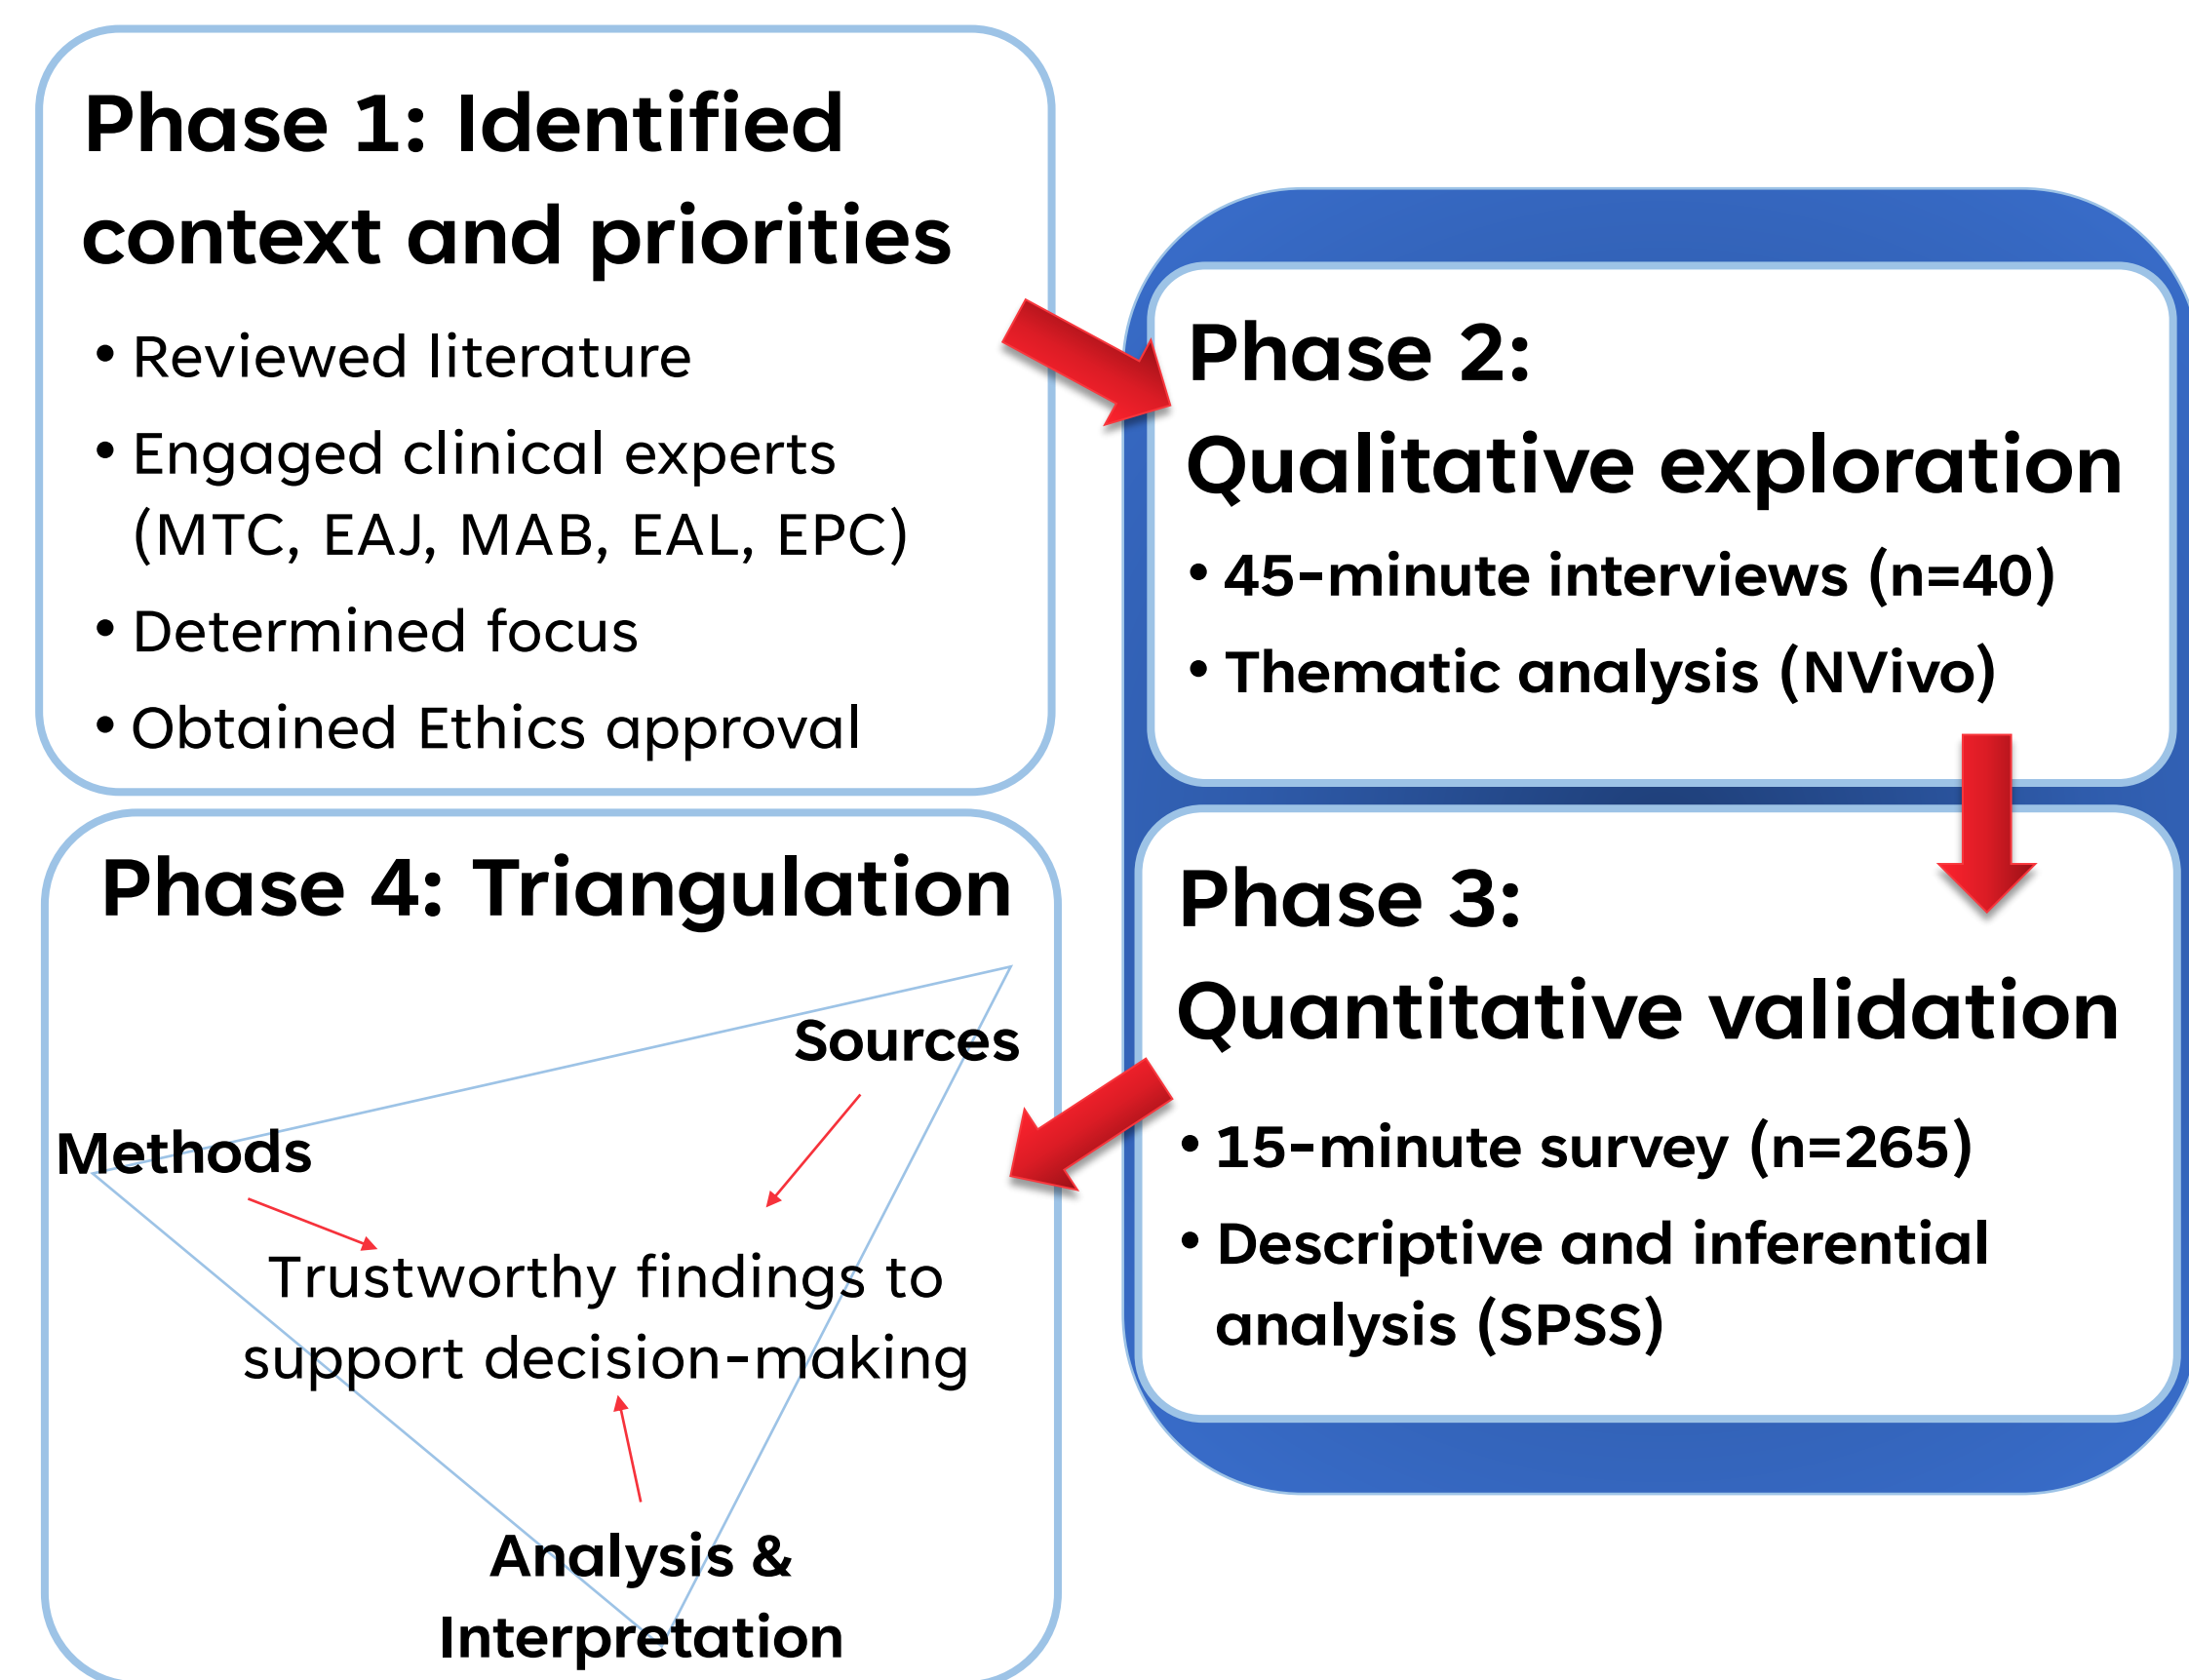 Phase 1: Identified
context and priorities
• Reviewed literature
• Engaged clinical experts
(MTC, EAJ, MAB, EAL, EPC)
• Determined focus
• Obtained Ethics approval
Phase 2:
Qualitative exploration
• 45-minute interviews (n=40)
• Thematic analysis (NVivo)
Phase 3:
Quantitative validation
• 15-minute survey (n=265)
• Descriptive and inferential
analysis (SPSS)
Phase 4: Triangulation
Sources
Methods
Trustworthy findings to
support decision-making
Analysis &
Interpretation